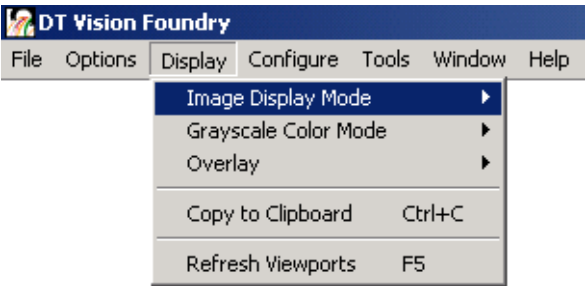 DT Vision Foundry
File Options Display Configure Tools Window Help
Image Display Mode
Grayscale Color Mode
Overlay
Copy to Clipboard Ctrl+C
Refresh Viewports F5